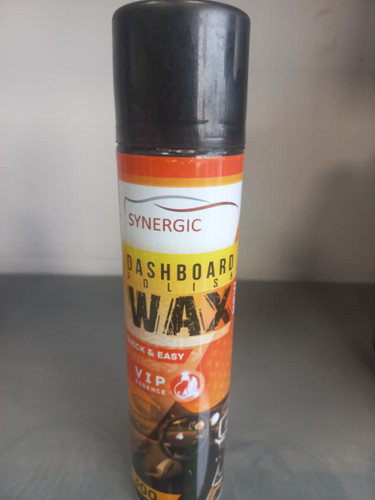 SYNERGIC
DASHBOARD
POLISH
WAX
QUICK & EASY
VIP
ESSENCE